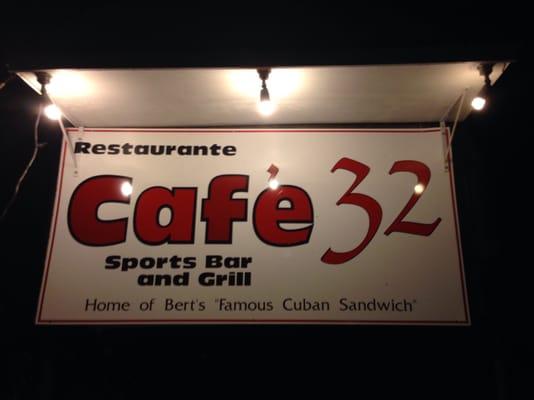 Restaurante
Café 32
Sports Bar
and Grill
Home of Bert's "Famous Cuban Sandwich"